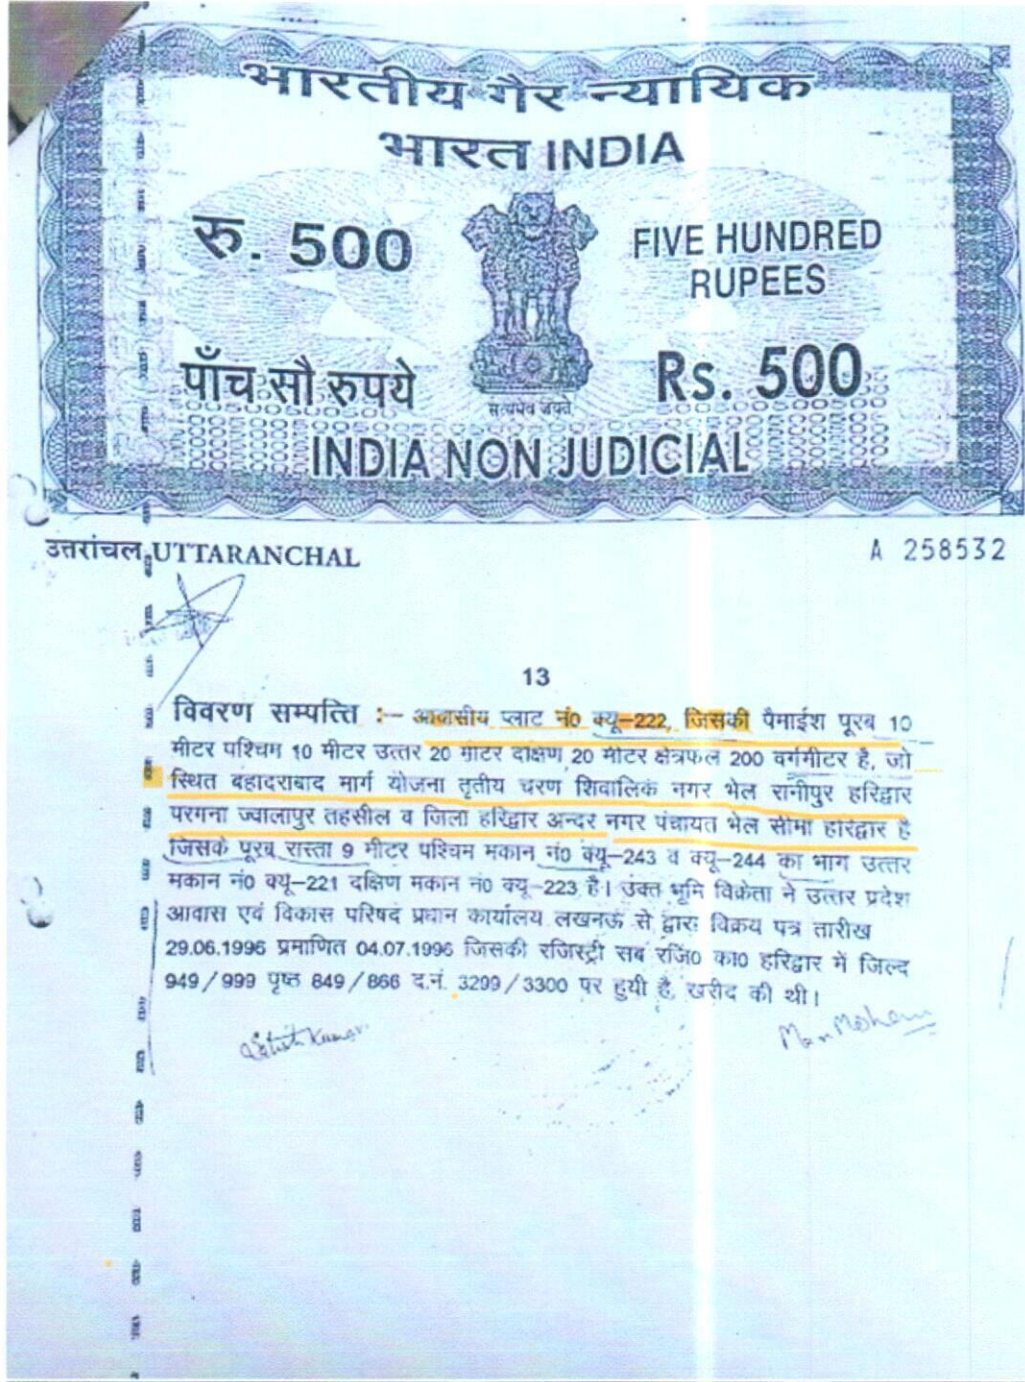 भारतीय गैर न्यायिक
भारत INDIA
रु. 500
FIVE HUNDRED
RUPEES
पाँच सौ रुपये
Rs. 500
सत्यमेव जयते
INDIA NON JUDICIAL
उत्तरांचल UTTARANCHAL
A 258532
13
विवरण सम्पत्ति :- आवासीय प्लाट नं0 क्यू-222, जिसकी पैमाईश पूरब 10
मीटर पश्चिम 10 मीटर उत्तर 20 मीटर दक्षिण 20 मीटर क्षेत्रफल 200 वर्गमीटर है, जो
स्थित बहादराबाद मार्ग योजना तृतीय चरण शिवालिक नगर भेल रानीपुर हरिद्वार
परगना ज्वालापुर तहसील व जिला हरिद्वार अन्दर नगर पंचायत भेल सीमा हरिद्वार है
जिसके पूरब रास्ता 9 मीटर पश्चिम मकान नं0 क्यू-243 व क्यू-244 का भाग उत्तर
मकान नं0 क्यू-221 दक्षिण मकान नं0 क्यू-223 है। उक्त भूमि विक्रेता ने उत्तर प्रदेश
आवास एवं विकास परिषद प्रधान कार्यालय लखनऊ से द्वारा विक्रय पत्र तारीख
29.06.1996 प्रमाणित 04.07.1996 जिसकी रजिस्ट्री सब रजि0 का0 हरिद्वार में जिल्द
949/999 पृष्ठ 849/866 द.नं. 3299/3300 पर हुयी है, खरीद की थी।
Kumar
Man Mohan